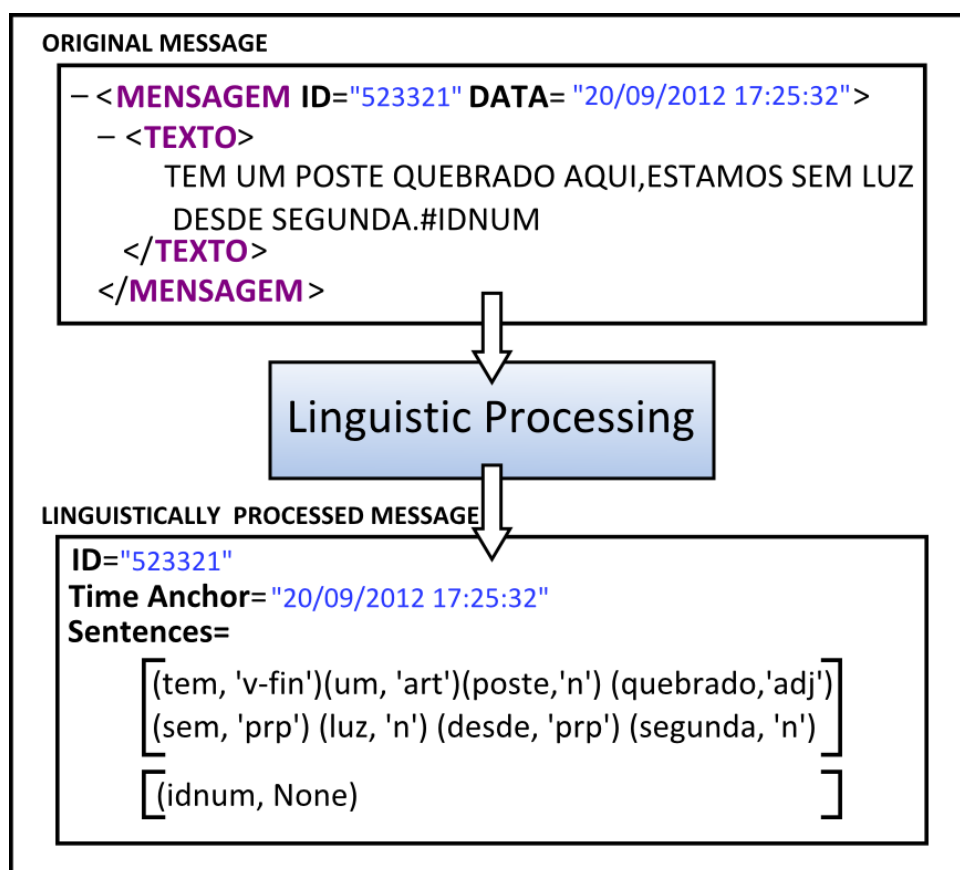 ORIGINAL MESSAGE
– <MENSAGEM ID="523321" DATA= "20/09/2012 17:25:32">
– <TEXTO>
TEM UM POSTE QUEBRADO AQUI,ESTAMOS SEM LUZ
DESDE SEGUNDA.#IDNUM
</TEXTO>
</MENSAGEM>
Linguistic Processing
LINGUISTICALLY PROCESSED MESSAGE
ID="523321"
Time Anchor="20/09/2012 17:25:32"
Sentences=
[(tem, 'v-fin')(um, 'art')(poste,'n') (quebrado,'adj')
(sem, 'prp') (luz, 'n') (desde, 'prp') (segunda, 'n')]
[(idnum, None)]